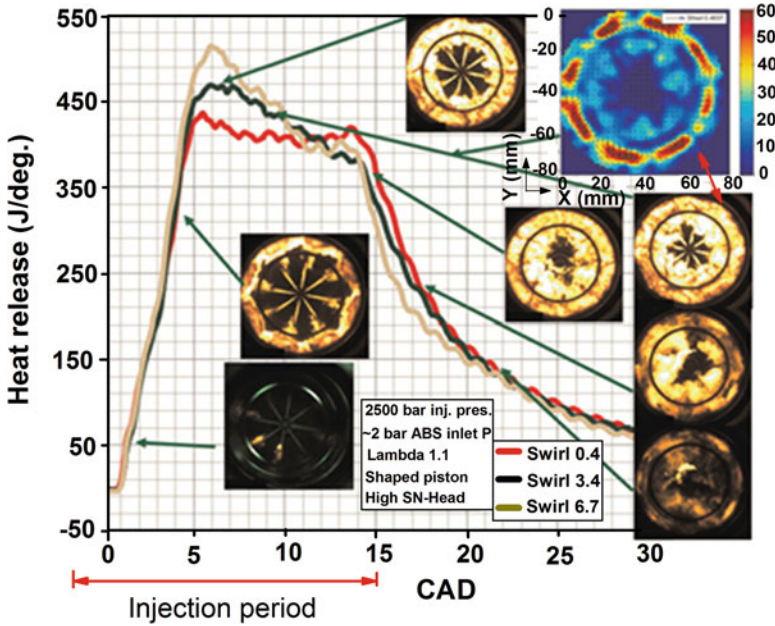 550
450
350
250
150
50
-50
Heat release (J/deg.)
0
5
10
15
20
25
30
CAD
Injection period
2500 bar inj. pres.
~2 bar ABS inlet P
Lambda 1.1
Shaped piston
High SN-Head
Swirl 0.4
Swirl 3.4
Swirl 6.7
0
-20
-40
-60
-80
Y (mm)
0
20
40
60
80
X (mm)
60
50
40
30
20
10
0